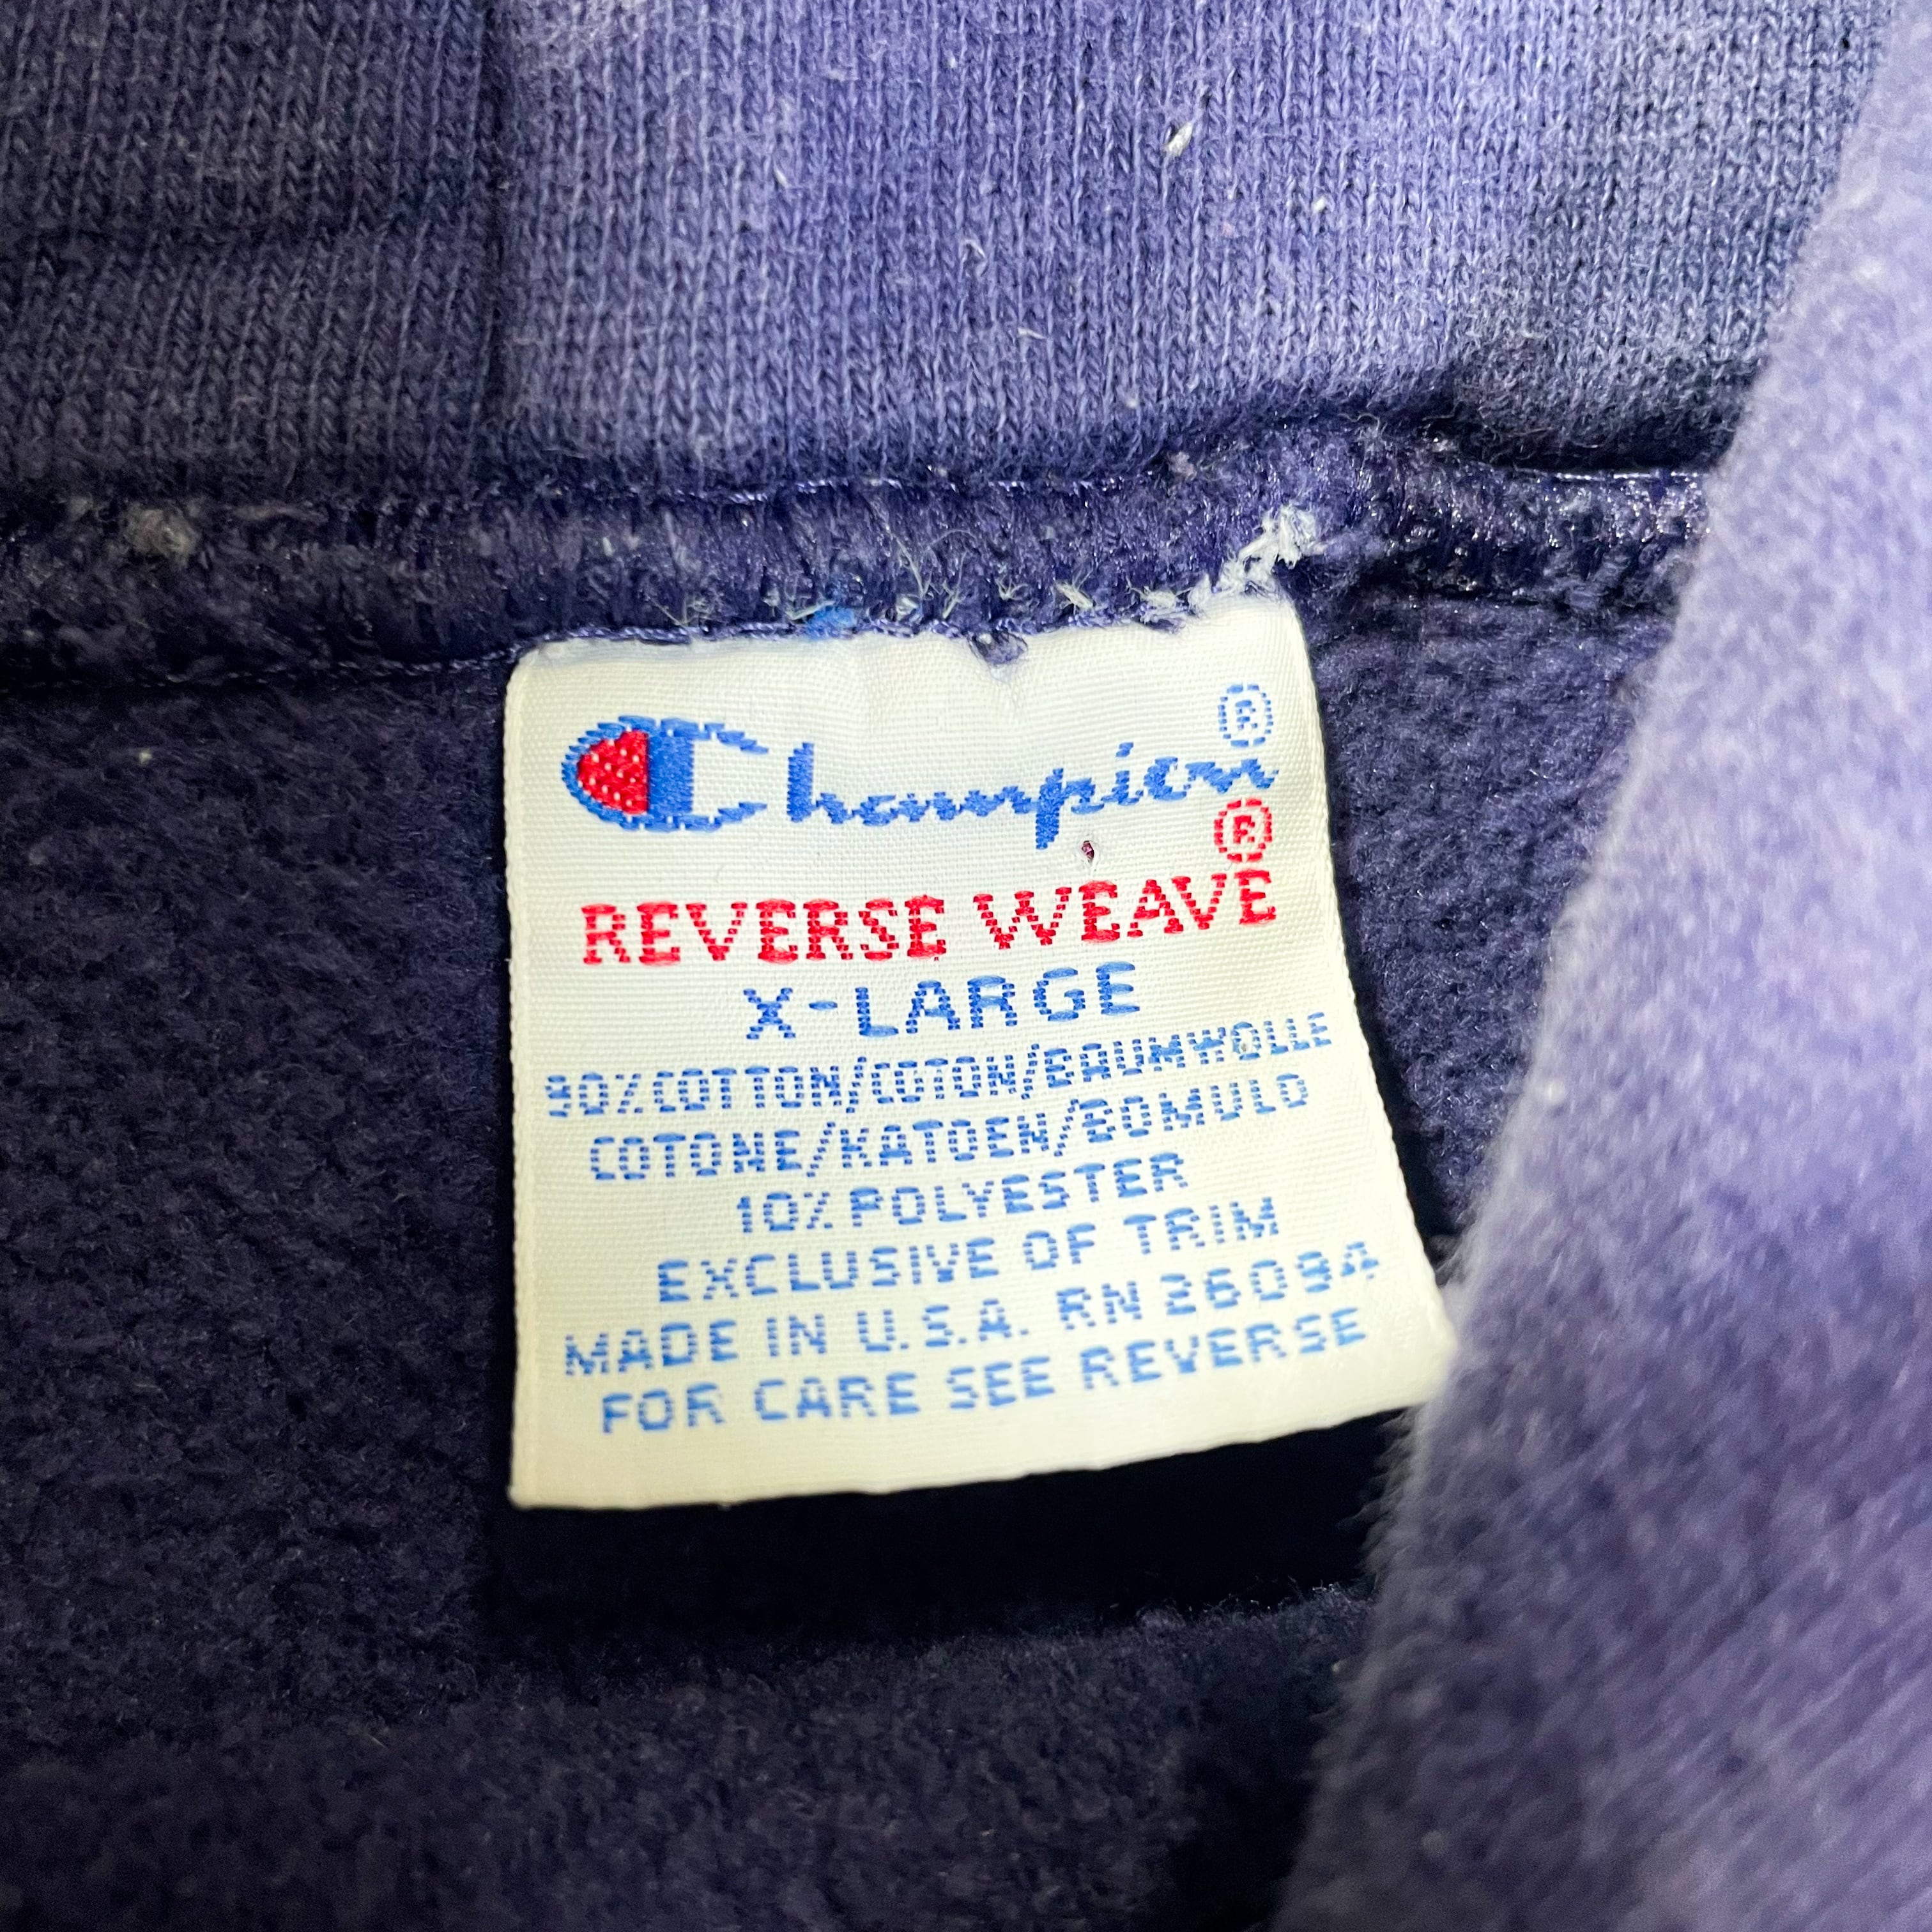 Champion®
®
REVERSE WEAVE
X-LARGE
90%COTTON/COTON/BAUMWOLLE
COTONE/KATOEN/BOMULD
10% POLYESTER
EXCLUSIVE OF TRIM
MADE IN U.S.A. RN 26094
FOR CARE SEE REVERSE